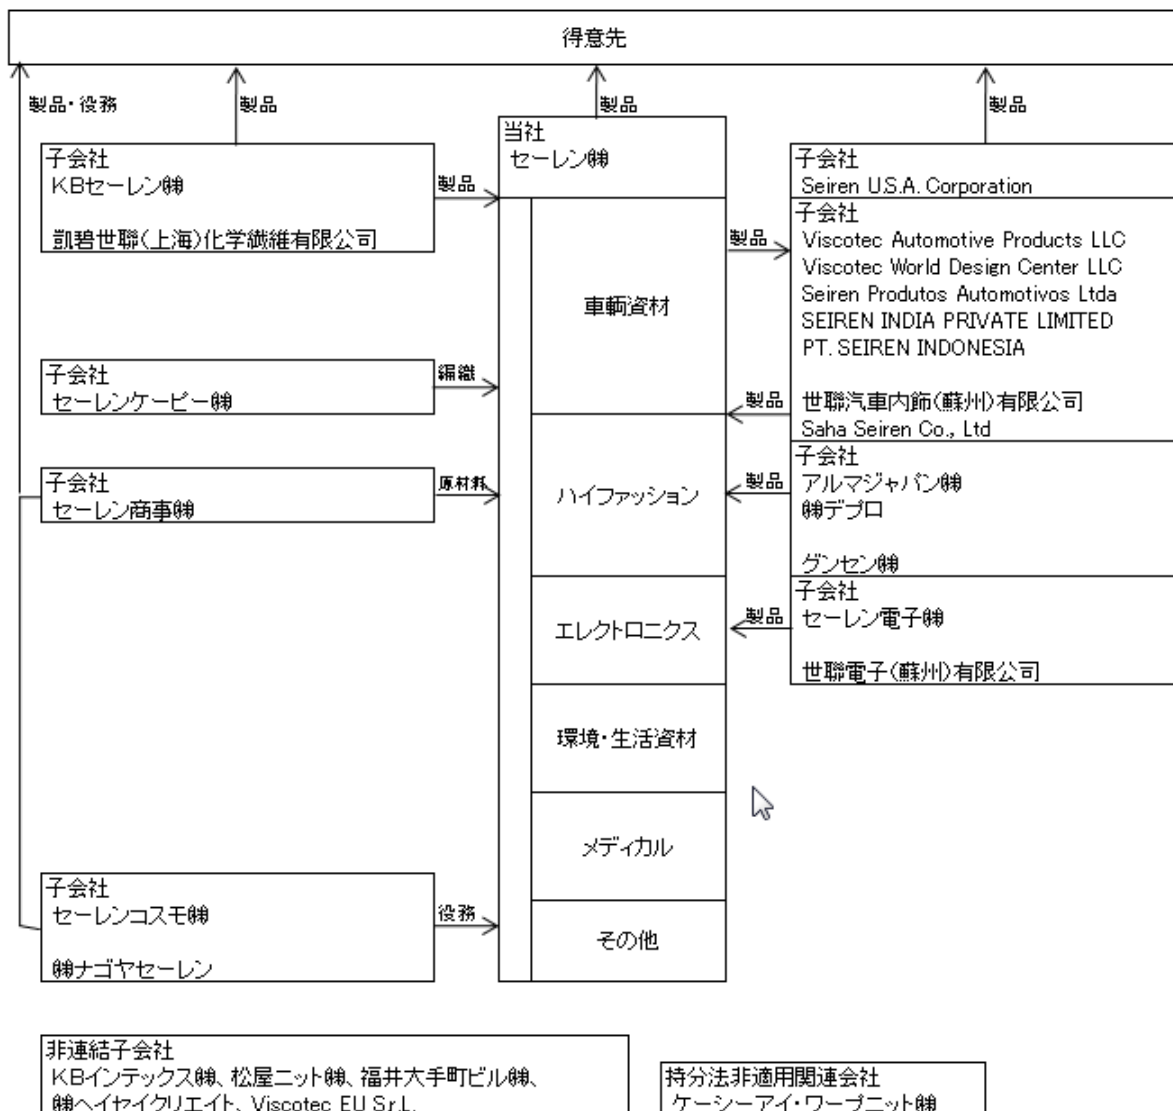 得意先
製品・役務
製品
製品
製品
子会社
KBセーレン㈱
凱碧世聯(上海)化学繊維有限公司
製品
当社
セーレン㈱
子会社
Seiren U.S.A. Corporation
子会社
Viscotec Automotive Products LLC
Viscotec World Design Center LLC
Seiren Produtos Automotivos Ltda
SEIREN INDIA PRIVATE LIMITED
PT. SEIREN INDONESIA
世聯汽車内飾(蘇州)有限公司
Saha Seiren Co., Ltd
製品
製品
車輌資材
子会社
セーレンケーピー㈱
編織
子会社
セーレン商事㈱
原材料
ハイファッション
製品
子会社
アルマジャパン㈱
㈱デプロ
グンセン㈱
エレクトロニクス
製品
子会社
セーレン電子㈱
世聯電子(蘇州)有限公司
環境・生活資材
メディカル
子会社
セーレンコスモ㈱
㈱ナゴヤセーレン
役務
その他
非連結子会社
KBインテックス㈱、松屋ニット㈱、福井大手町ビル㈱、
㈱ヘイセイクリエイト、Viscotec EU S.r.L.
持分法非適用関連会社
ケーシーアイ・ワープニット㈱